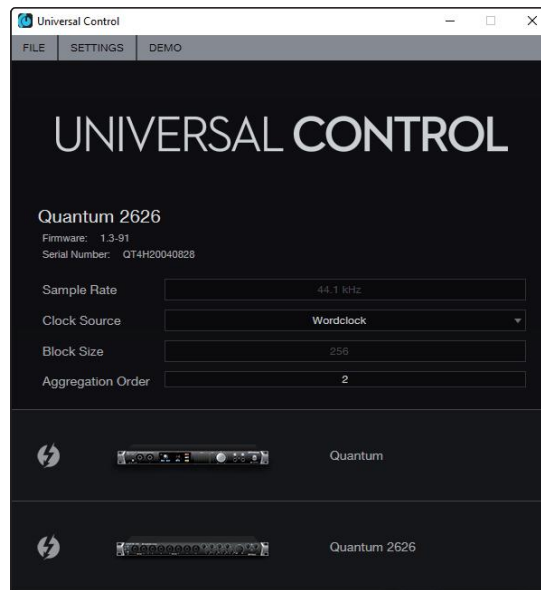 Universal Control
FILE SETTINGS DEMO
UNIVERSAL CONTROL
Quantum 2626
Firmware: 1.3-91
Serial Number: QT4H20040828
Sample Rate 44.1 kHz
Clock Source Wordclock
Block Size 256
Aggregation Order 2
Quantum
Quantum 2626